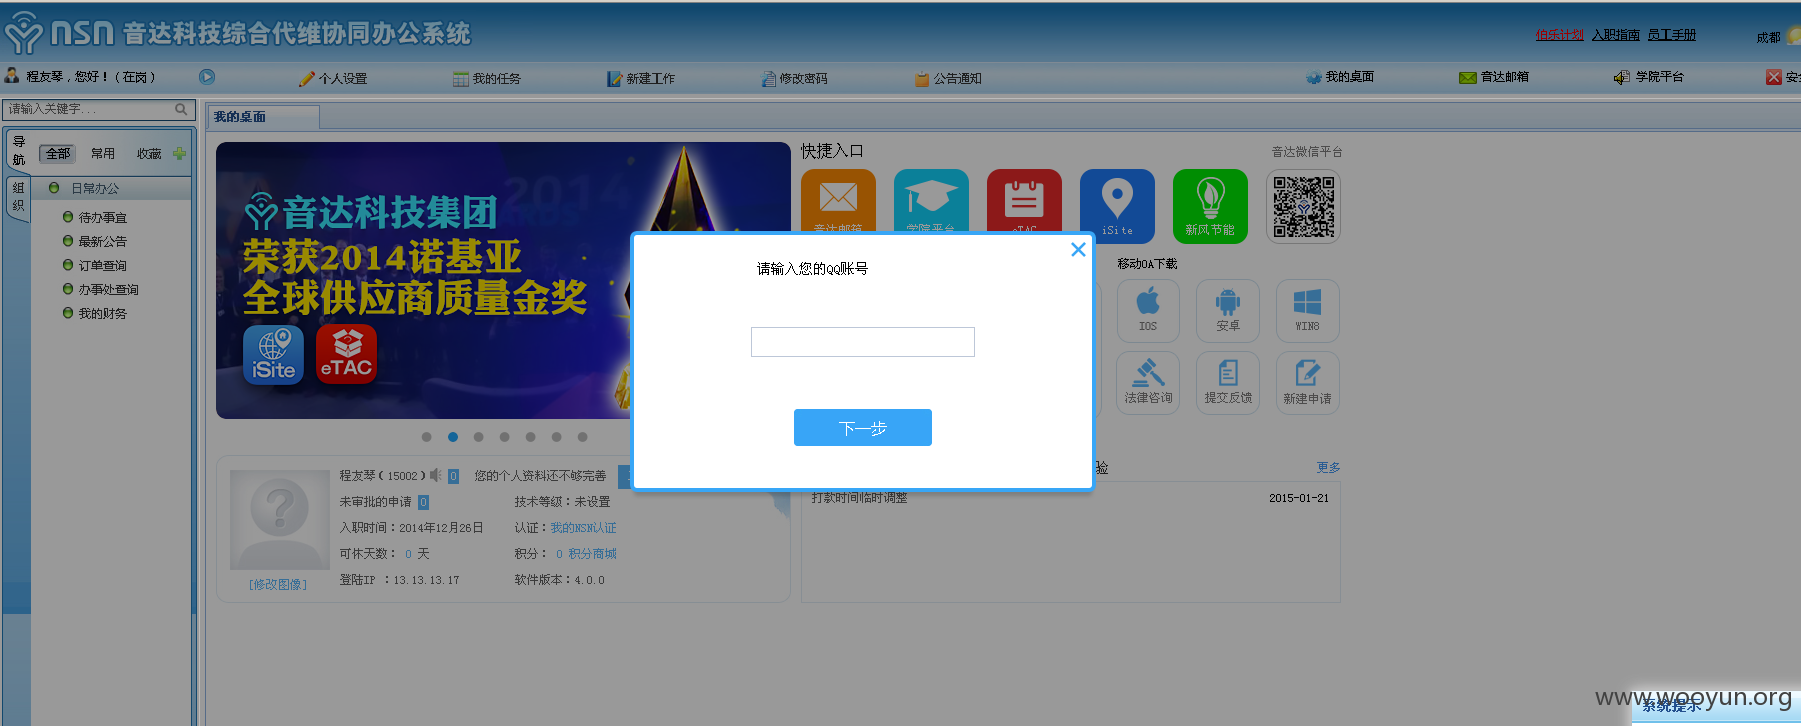 nsn 音达科技综合代维协同办公系统
伯乐计划 入职指南 员工手册
成都
程友琴，您好！（在岗）
个人设置
我的任务
新建工作
修改密码
公告通知
我的桌面
音达邮箱
学院平台
请输入关键字...
导航
全部
常用
收藏
组织
日常办公
待办事宜
最新公告
订单查询
办事处查询
我的财务
我的桌面
2014
音达科技集团
荣获2014诺基亚
全球供应商质量金奖
iSite
eTAC
快捷入口
音达微信平台
音达邮箱
学院平台
eTAC
iSite
新风节能
请输入您的QQ账号
下一步
移动OA下载
IOS
安卓
WIN8
法律咨询
提交反馈
新建申请
验
更多
打款时间临时调整
2015-01-21
程友琴（15002） 0 您的个人资料还不够完善
未审批的申请 0 技术等级：未设置
入职时间：2014年12月26日 认证：我的NSN认证
可休天数： 0 天 积分： 0 积分商城
登陆IP ：13.13.13.17 软件版本：4.0.0
[修改图像]
www.wooyun.org
系统提示